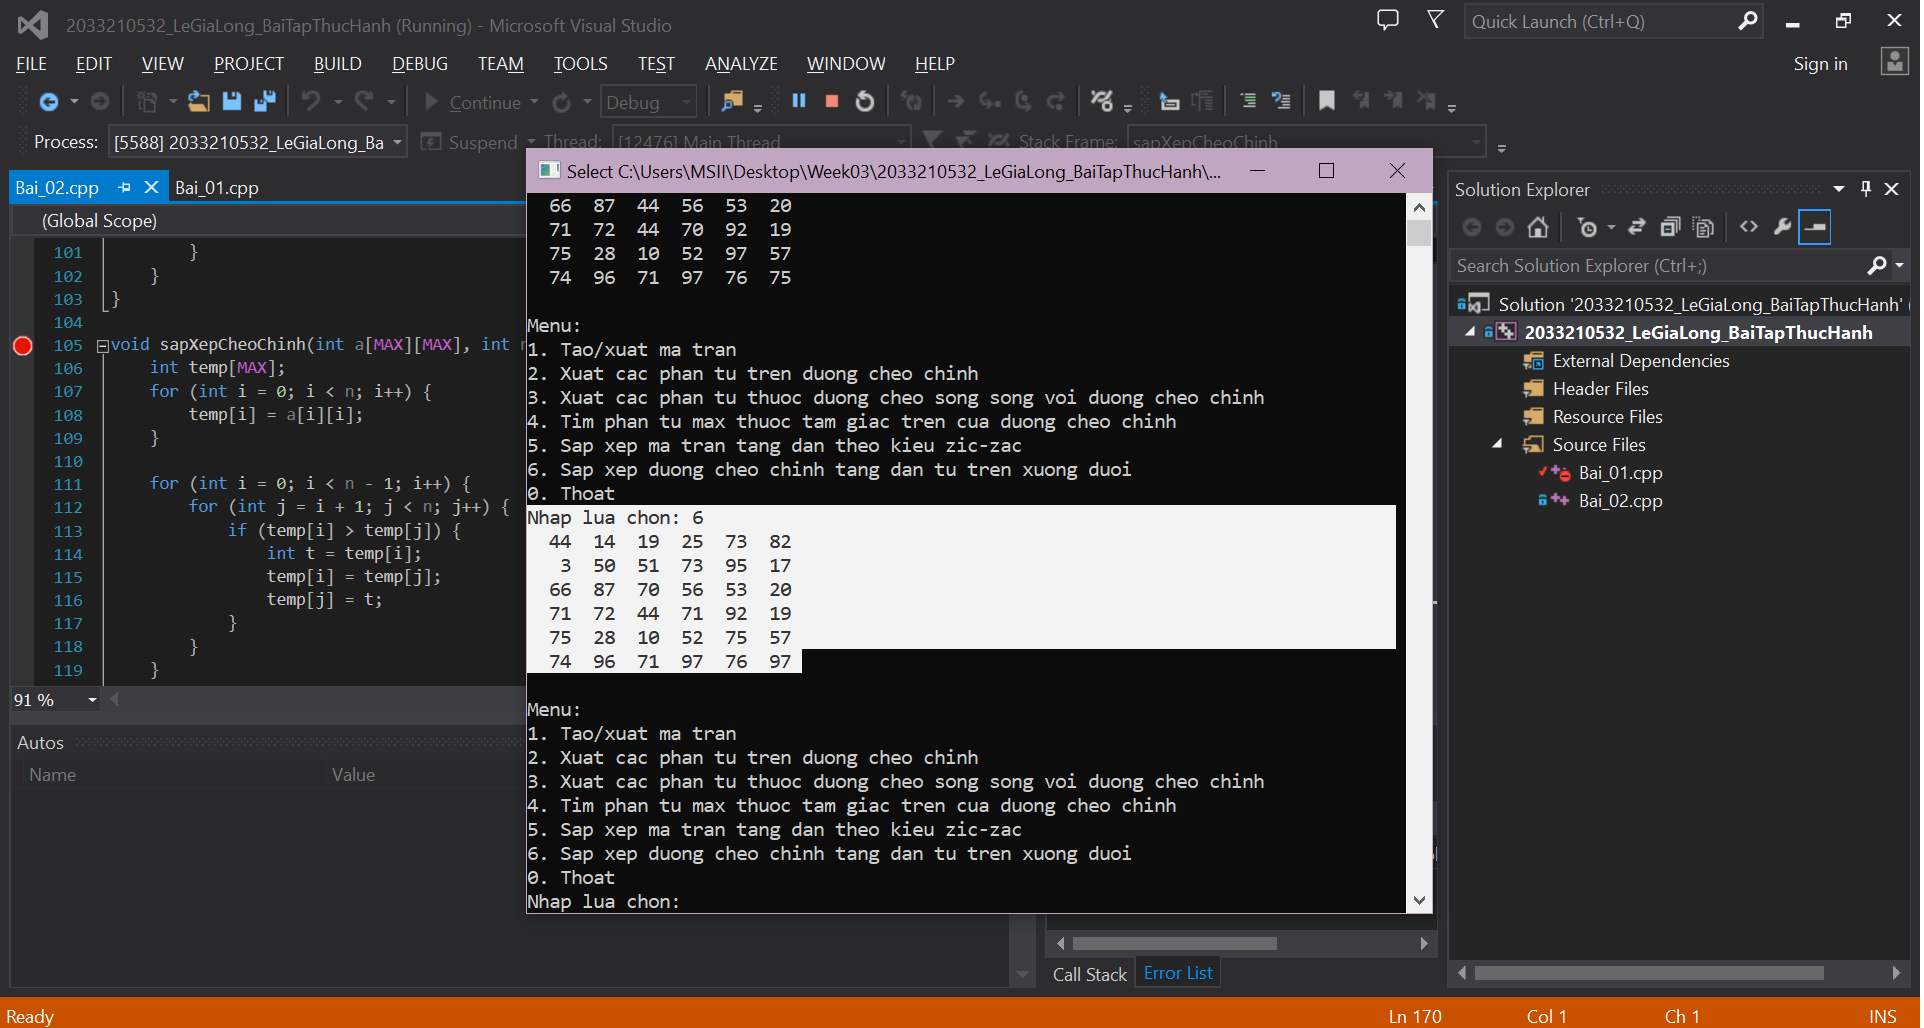 2033210532_LeGiaLong_BaiTapThucHanh (Running) - Microsoft Visual Studio
Quick Launch (Ctrl+Q)
FILE EDIT VIEW PROJECT BUILD DEBUG TEAM TOOLS TEST ANALYZE WINDOW HELP
Sign in
Continue
Debug
Process: [5588] 2033210532_LeGiaLong_Ba Suspend Thread: [12476] Main Thread Stack Frame: sapXepCheoChinh
Bai_02.cpp Bai_01.cpp
(Global Scope)
101 }
102 }
103 }
104
105 void sapXepCheoChinh(int a[MAX][MAX], int
106 int temp[MAX];
107 for (int i = 0; i < n; i++) {
108 temp[i] = a[i][i];
109 }
110
111 for (int i = 0; i < n - 1; i++) {
112 for (int j = i + 1; j < n; j++) {
113 if (temp[i] > temp[j]) {
114 int t = temp[i];
115 temp[i] = temp[j];
116 temp[j] = t;
117 }
118 }
119 }
91 %
Autos
Name Value
Select C:\Users\MSII\Desktop\Week03\2033210532_LeGiaLong_BaiTapThucHanh\...
66 87 44 56 53 20
71 72 44 70 92 19
75 28 10 52 97 57
74 96 71 97 76 75
Menu:
1. Tao/xuat ma tran
2. Xuat cac phan tu tren duong cheo chinh
3. Xuat cac phan tu thuoc duong cheo song song voi duong cheo chinh
4. Tim phan tu max thuoc tam giac tren cua duong cheo chinh
5. Sap xep ma tran tang dan theo kieu zic-zac
6. Sap xep duong cheo chinh tang dan tu tren xuong duoi
0. Thoat
Nhap lua chon: 6
44 14 19 25 73 82
3 50 51 73 95 17
66 87 70 56 53 20
71 72 44 71 92 19
75 28 10 52 75 57
74 96 71 97 76 97
Menu:
1. Tao/xuat ma tran
2. Xuat cac phan tu tren duong cheo chinh
3. Xuat cac phan tu thuoc duong cheo song song voi duong cheo chinh
4. Tim phan tu max thuoc tam giac tren cua duong cheo chinh
5. Sap xep ma tran tang dan theo kieu zic-zac
6. Sap xep duong cheo chinh tang dan tu tren xuong duoi
0. Thoat
Nhap lua chon:
Call Stack Error List
Solution Explorer
Search Solution Explorer (Ctrl+;)
Solution '2033210532_LeGiaLong_BaiTapThucHanh' (
2033210532_LeGiaLong_BaiTapThucHanh
External Dependencies
Header Files
Resource Files
Source Files
Bai_01.cpp
Bai_02.cpp
Ready Ln 170 Col 1 Ch 1 INS